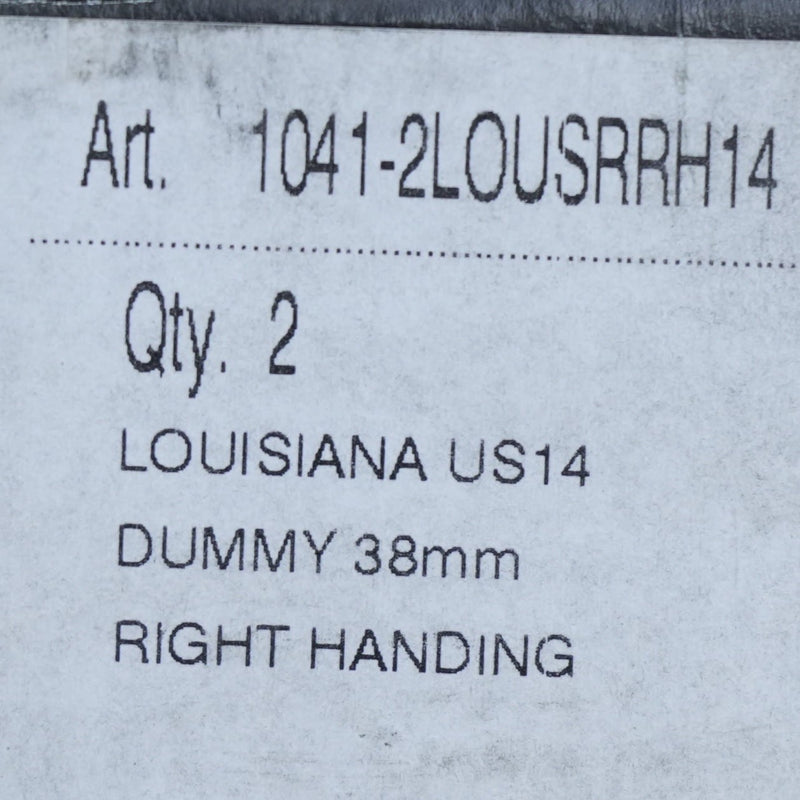 Art. 1041-2LOUSRRH14
Qty. 2
LOUISIANA US14
DUMMY 38mm
RIGHT HANDING